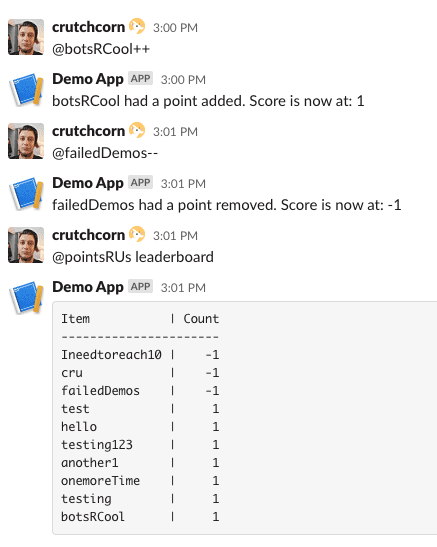 crutchcorn 3:00 PM
@botsRCool++
Demo App APP 3:00 PM
botsRCool had a point added. Score is now at: 1
crutchcorn 3:01 PM
@failedDemos--
Demo App APP 3:01 PM
failedDemos had a point removed. Score is now at: -1
crutchcorn 3:01 PM
@pointsRUs leaderboard
Demo App APP 3:01 PM
Item | Count
----------------------
Ineedtoreach10 | -1
cru | -1
failedDemos | -1
test | 1
hello | 1
testing123 | 1
another1 | 1
onemoreTime | 1
testing | 1
botsRCool | 1